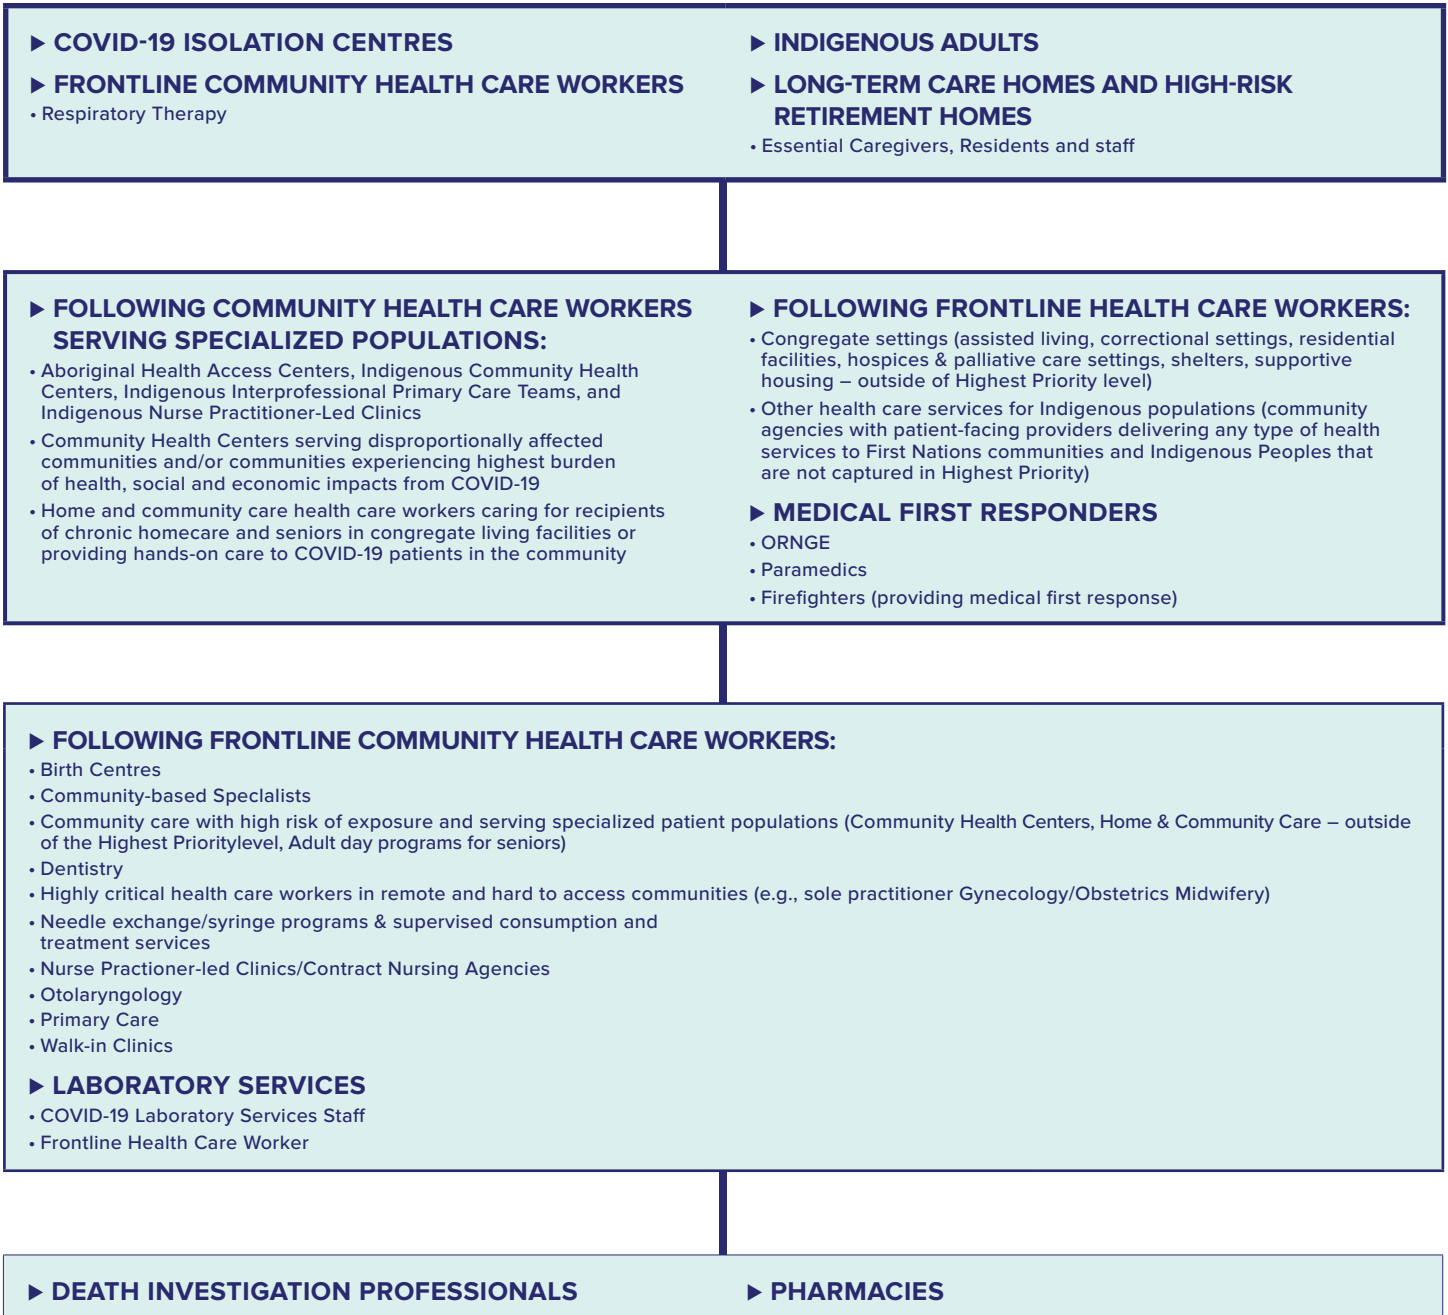 ▶ COVID-19 ISOLATION CENTRES
▶ FRONTLINE COMMUNITY HEALTH CARE WORKERS
• Respiratory Therapy
▶ INDIGENOUS ADULTS
▶ LONG-TERM CARE HOMES AND HIGH-RISK
RETIREMENT HOMES
• Essential Caregivers, Residents and staff
▶ FOLLOWING COMMUNITY HEALTH CARE WORKERS
SERVING SPECIALIZED POPULATIONS:
• Aboriginal Health Access Centers, Indigenous Community Health
Centers, Indigenous Interprofessional Primary Care Teams, and
Indigenous Nurse Practitioner-Led Clinics
• Community Health Centers serving disproportionally affected
communities and/or communities experiencing highest burden
of health, social and economic impacts from COVID-19
• Home and community care health care workers caring for recipients
of chronic homecare and seniors in congregate living facilities or
providing hands-on care to COVID-19 patients in the community
▶ FOLLOWING FRONTLINE HEALTH CARE WORKERS:
• Congregate settings (assisted living, correctional settings, residential
facilities, hospices & palliative care settings, shelters, supportive
housing – outside of Highest Priority level)
• Other health care services for Indigenous populations (community
agencies with patient-facing providers delivering any type of health
services to First Nations communities and Indigenous Peoples that
are not captured in Highest Priority)
▶ MEDICAL FIRST RESPONDERS
• ORNGE
• Paramedics
• Firefighters (providing medical first response)
▶ FOLLOWING FRONTLINE COMMUNITY HEALTH CARE WORKERS:
• Birth Centres
• Community-based Speclalists
• Community care with high risk of exposure and serving specialized patient populations (Community Health Centers, Home & Community Care – outside
of the Highest Prioritylevel, Adult day programs for seniors)
• Dentistry
• Highly critical health care workers in remote and hard to access communities (e.g., sole practitioner Gynecology/Obstetrics Midwifery)
• Needle exchange/syringe programs & supervised consumption and
treatment services
• Nurse Practioner-led Clinics/Contract Nursing Agencies
• Otolaryngology
• Primary Care
• Walk-in Clinics
▶ LABORATORY SERVICES
• COVID-19 Laboratory Services Staff
• Frontline Health Care Worker
▶ DEATH INVESTIGATION PROFESSIONALS
▶ PHARMACIES